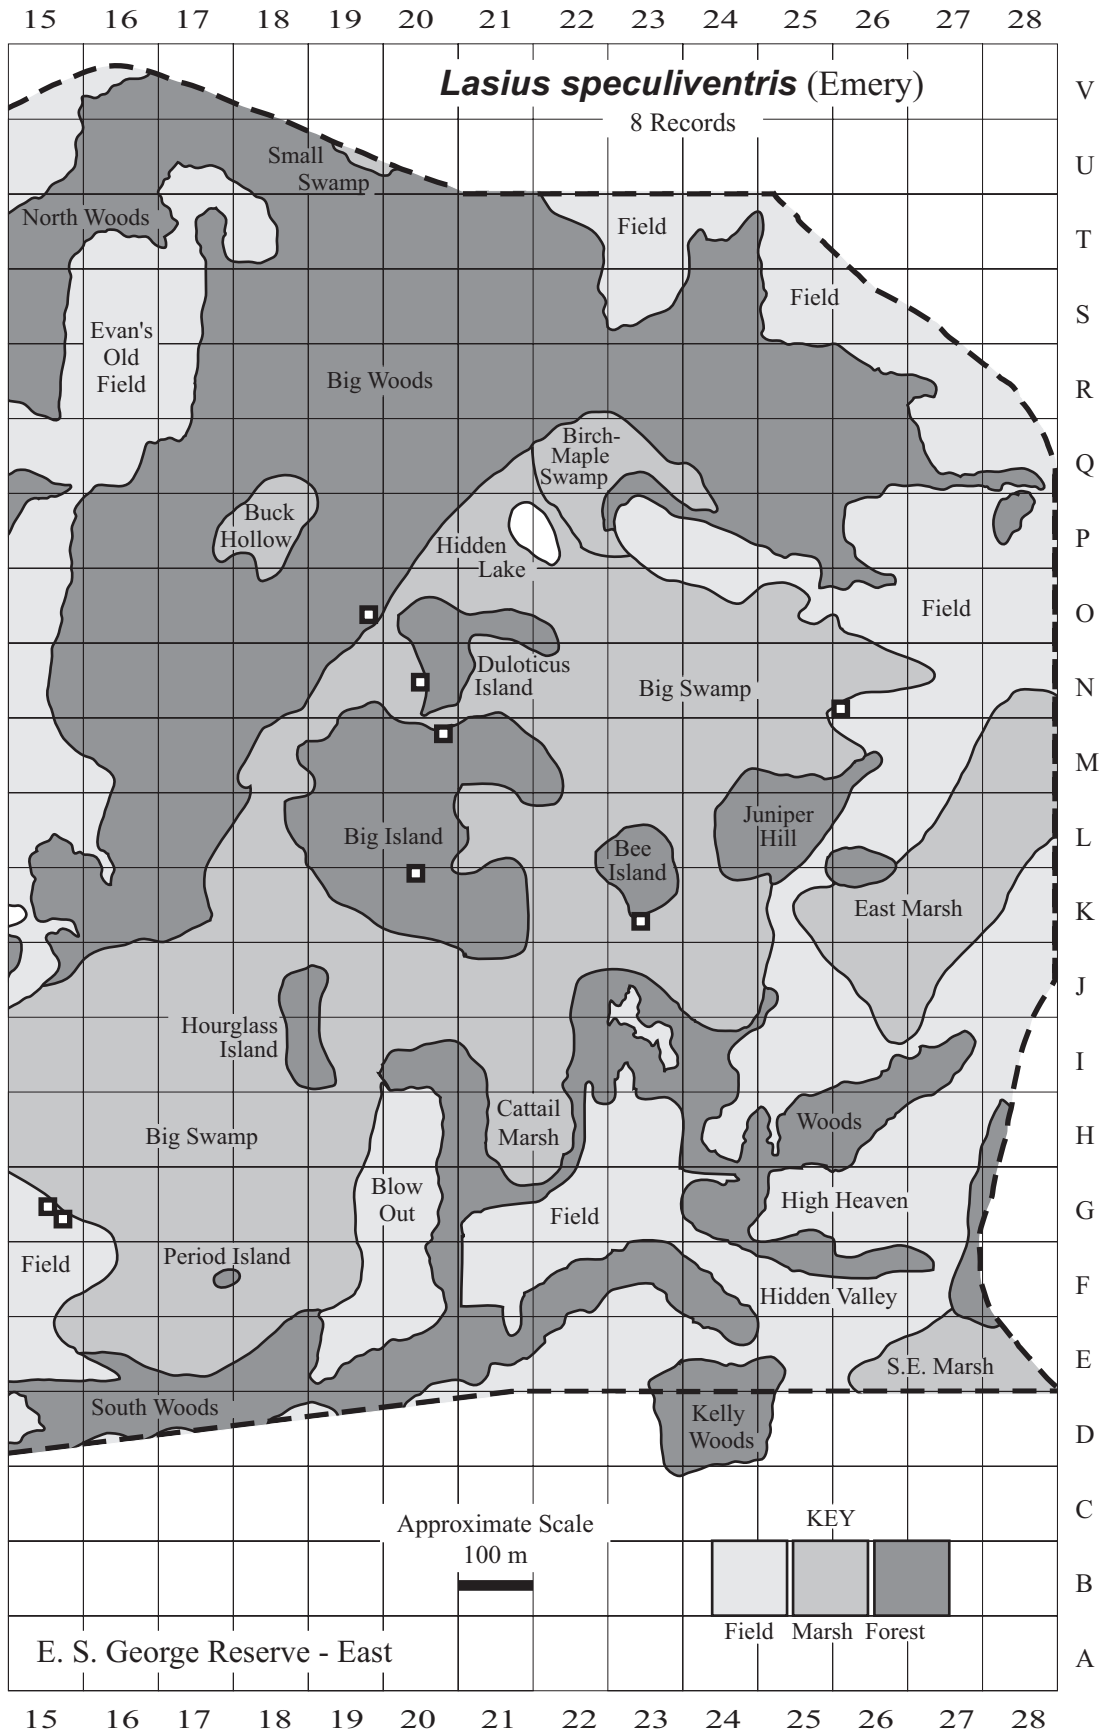 15 16 17 18 19 20 21 22 23 24 25 26 27 28
Lasius speculiventris (Emery)
8 Records
V
U
T
S
R
Q
P
O
N
M
L
K
J
I
H
G
F
E
D
C
B
A
Small
Swamp
North Woods
Field
Field
Evan's
Old
Field
Big Woods
Birch-
Maple
Swamp
Buck
Hollow
Hidden
Lake
Field
Duloticus
Island
Big Swamp
Big Island
Bee
Island
Juniper
Hill
East Marsh
Hourglass
Island
Cattail
Marsh
Woods
Big Swamp
Blow
Out
Field
High Heaven
Field
Period Island
Hidden Valley
S.E. Marsh
South Woods
Kelly
Woods
Approximate Scale
100 m
KEY
Field Marsh Forest
E. S. George Reserve - East
15 16 17 18 19 20 21 22 23 24 25 26 27 28